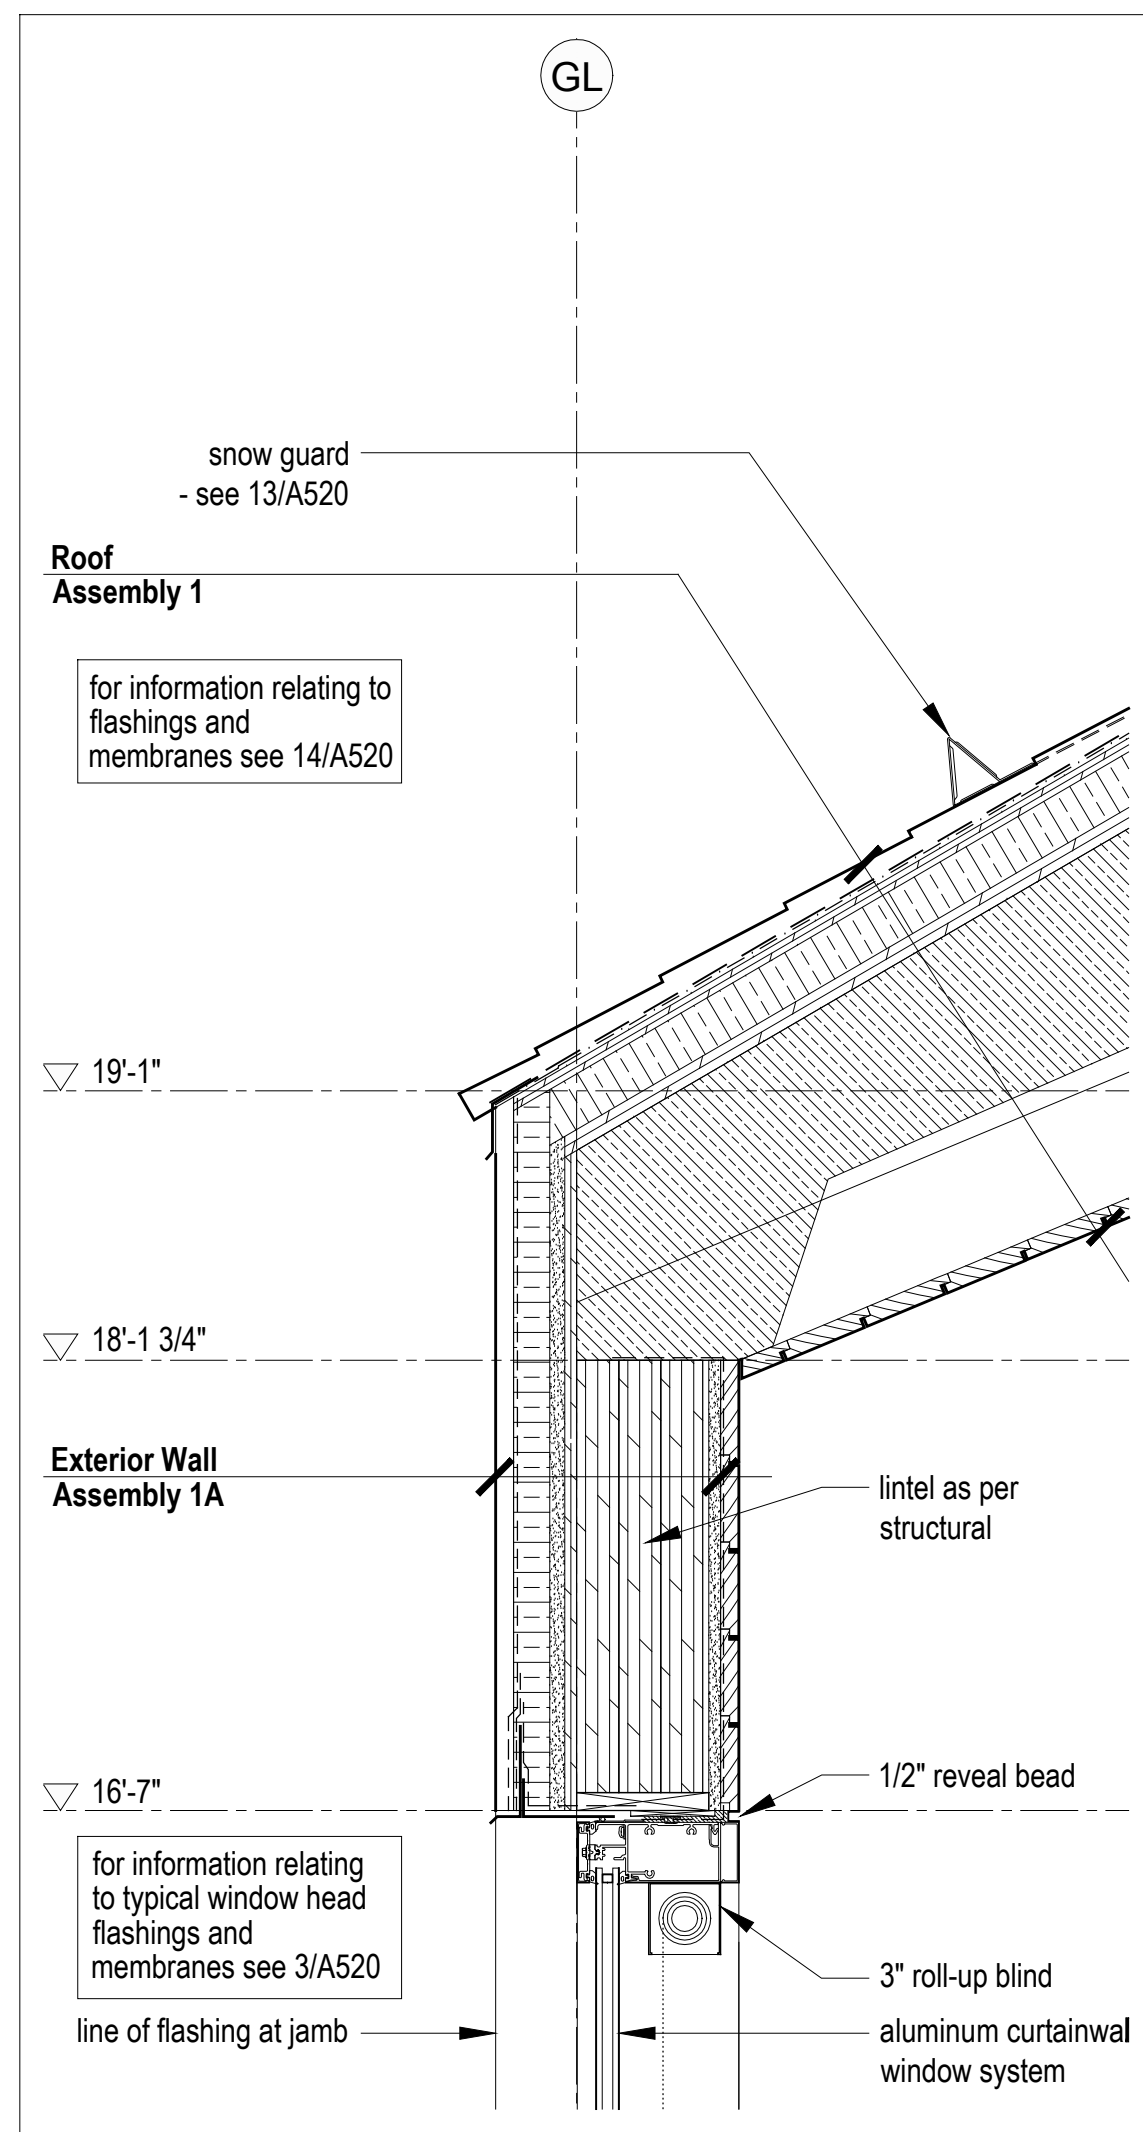 GL
snow guard
- see 13/A520
Roof
Assembly 1
for information relating to
flashings and
membranes see 14/A520
19'-1"
18'-1 3/4"
Exterior Wall
Assembly 1A
lintel as per
structural
1/2" reveal bead
16'-7"
for information relating
to typical window head
flashings and
membranes see 3/A520
3" roll-up blind
line of flashing at jamb
aluminum curtainwal
window system